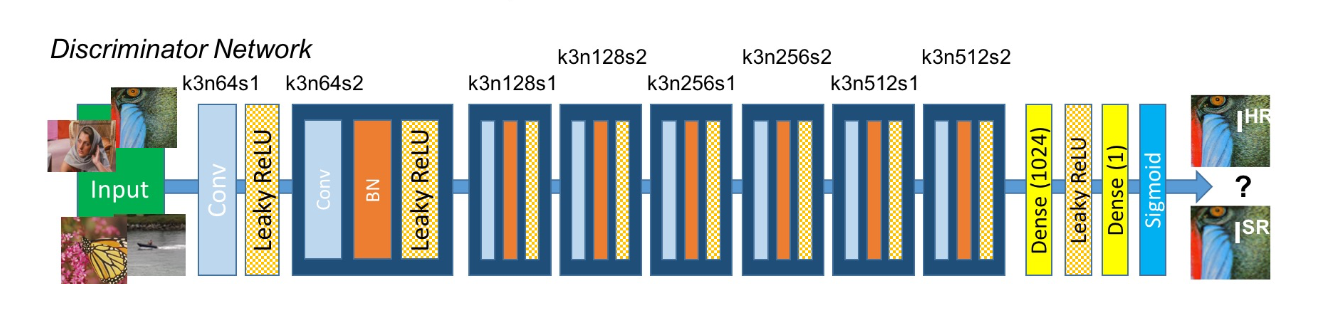 Discriminator Network
k3n64s1
k3n64s2
k3n128s1
k3n128s2
k3n256s1
k3n256s2
k3n512s1
k3n512s2
Input
Conv
Leaky ReLU
Conv
BN
Leaky ReLU
Dense (1024)
Leaky ReLU
Dense (1)
Sigmoid
I^HR
?
I^SR